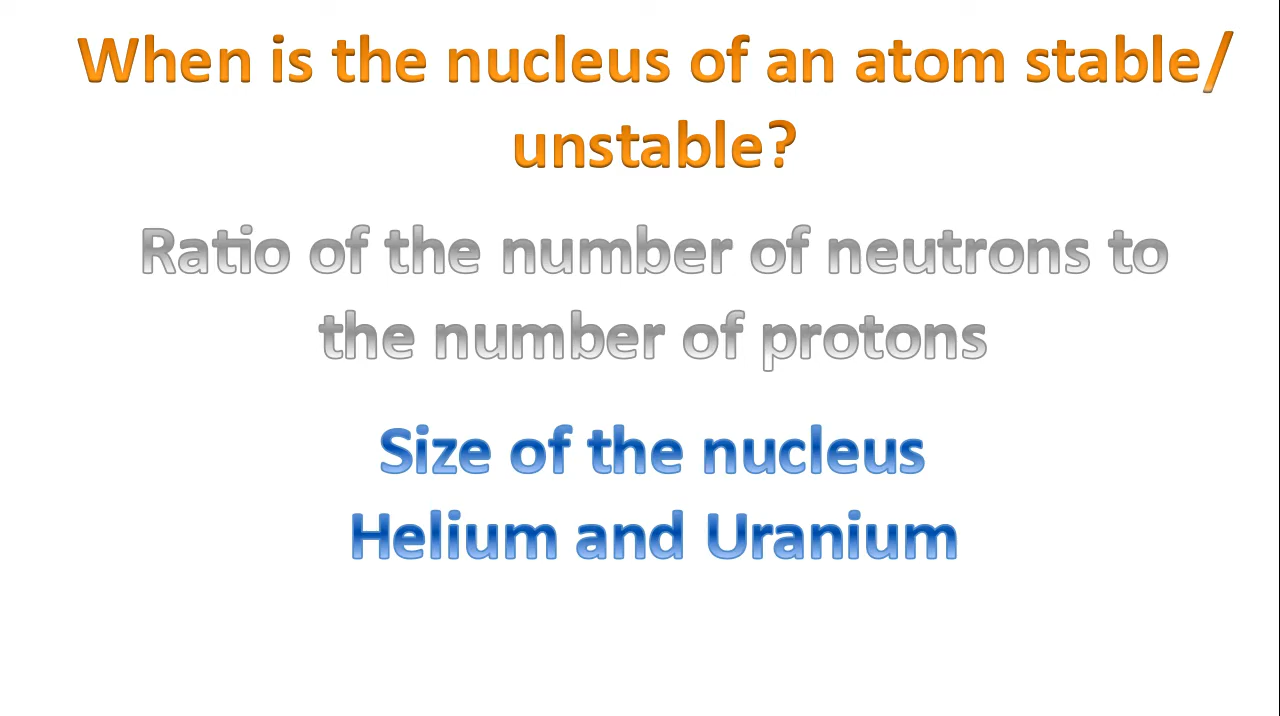 When is the nucleus of an atom stable/
unstable?
Ratio of the number of neutrons to
the number of protons
Size of the nucleus
Helium and Uranium